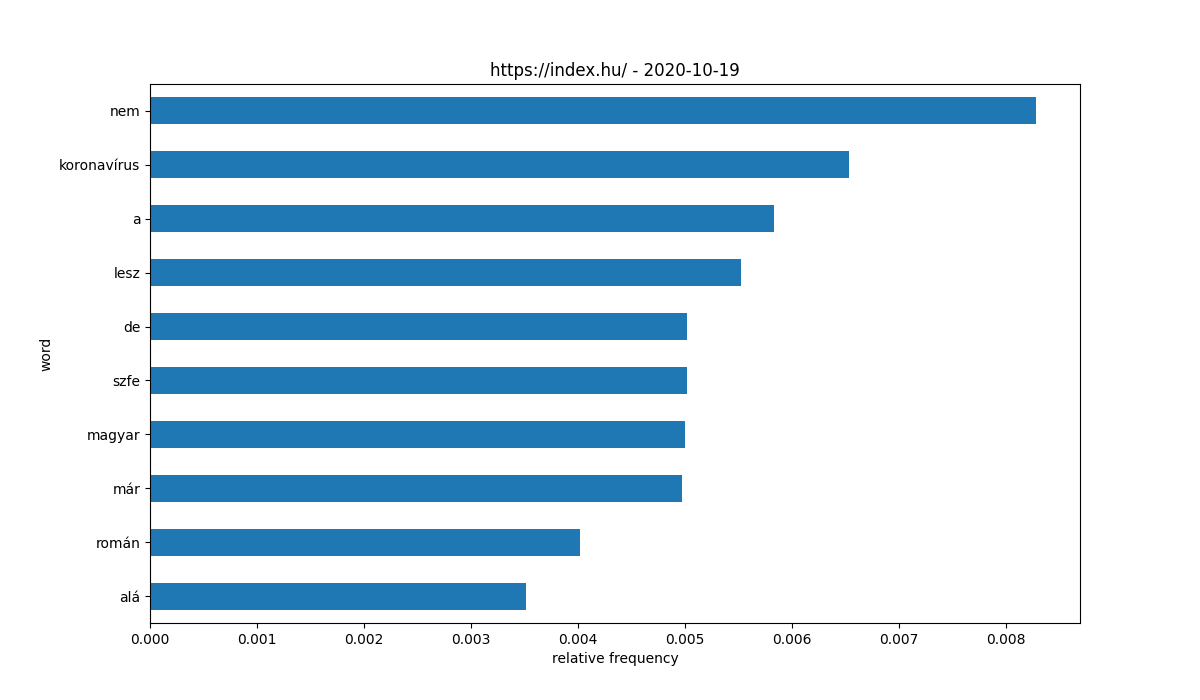 https://index.hu/ - 2020-10-19
word
nem
koronavírus
a
lesz
de
szfe
magyar
már
román
alá
0.000 0.001 0.002 0.003 0.004 0.005 0.006 0.007 0.008
relative frequency